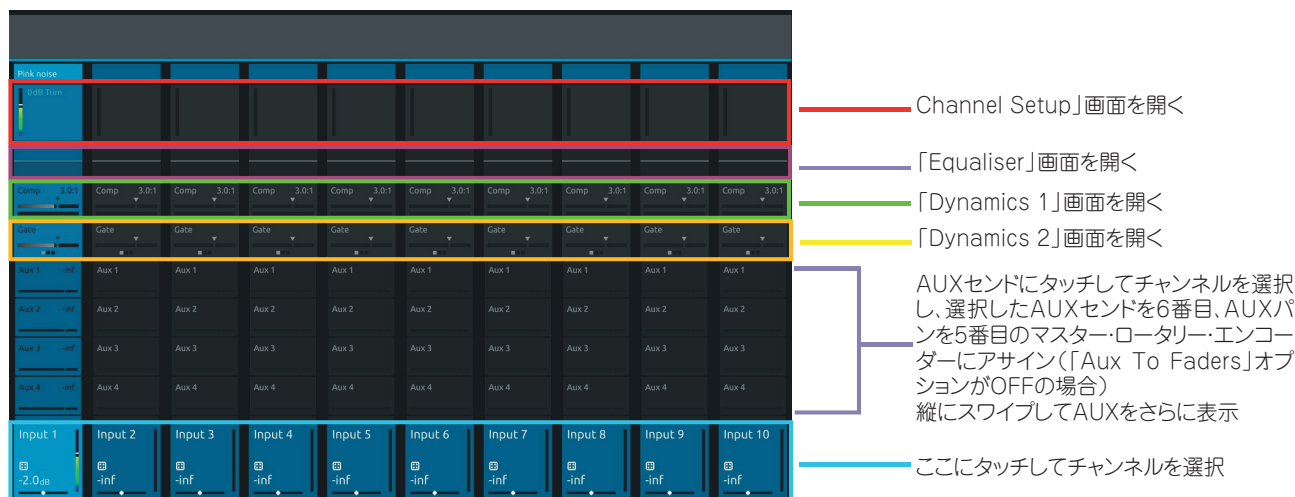 Pink noise
0dB Trim
Channel Setup」画面を開く
「Equaliser」画面を開く
Comp 3.0:1 Comp 3.0:1 Comp 3.0:1 Comp 3.0:1 Comp 3.0:1 Comp 3.0:1 Comp 3.0:1 Comp 3.0:1 Comp 3.0:1 Comp 3.0:1
「Dynamics 1」画面を開く
Gate Gate Gate Gate Gate Gate Gate Gate Gate Gate
「Dynamics 2」画面を開く
Aux 1 -inf Aux 1 Aux 1 Aux 1 Aux 1 Aux 1 Aux 1 Aux 1 Aux 1 Aux 1
Aux 2 -inf Aux 2 Aux 2 Aux 2 Aux 2 Aux 2 Aux 2 Aux 2 Aux 2 Aux 2
Aux 3 -inf Aux 3 Aux 3 Aux 3 Aux 3 Aux 3 Aux 3 Aux 3 Aux 3 Aux 3
Aux 4 -inf Aux 4 Aux 4 Aux 4 Aux 4 Aux 4 Aux 4 Aux 4 Aux 4 Aux 4
AUXセンドにタッチしてチャンネルを選択
し、選択したAUXセンドを6番目、AUXパ
ンを5番目のマスター・ロータリー・エンコー
ダーにアサイン(「Aux To Faders」オプ
ションがOFFの場合)
縦にスワイプしてAUXをさらに表示
Input 1 Input 2 Input 3 Input 4 Input 5 Input 6 Input 7 Input 8 Input 9 Input 10
-2.0dB -inf -inf -inf -inf -inf -inf -inf -inf -inf
ここにタッチしてチャンネルを選択